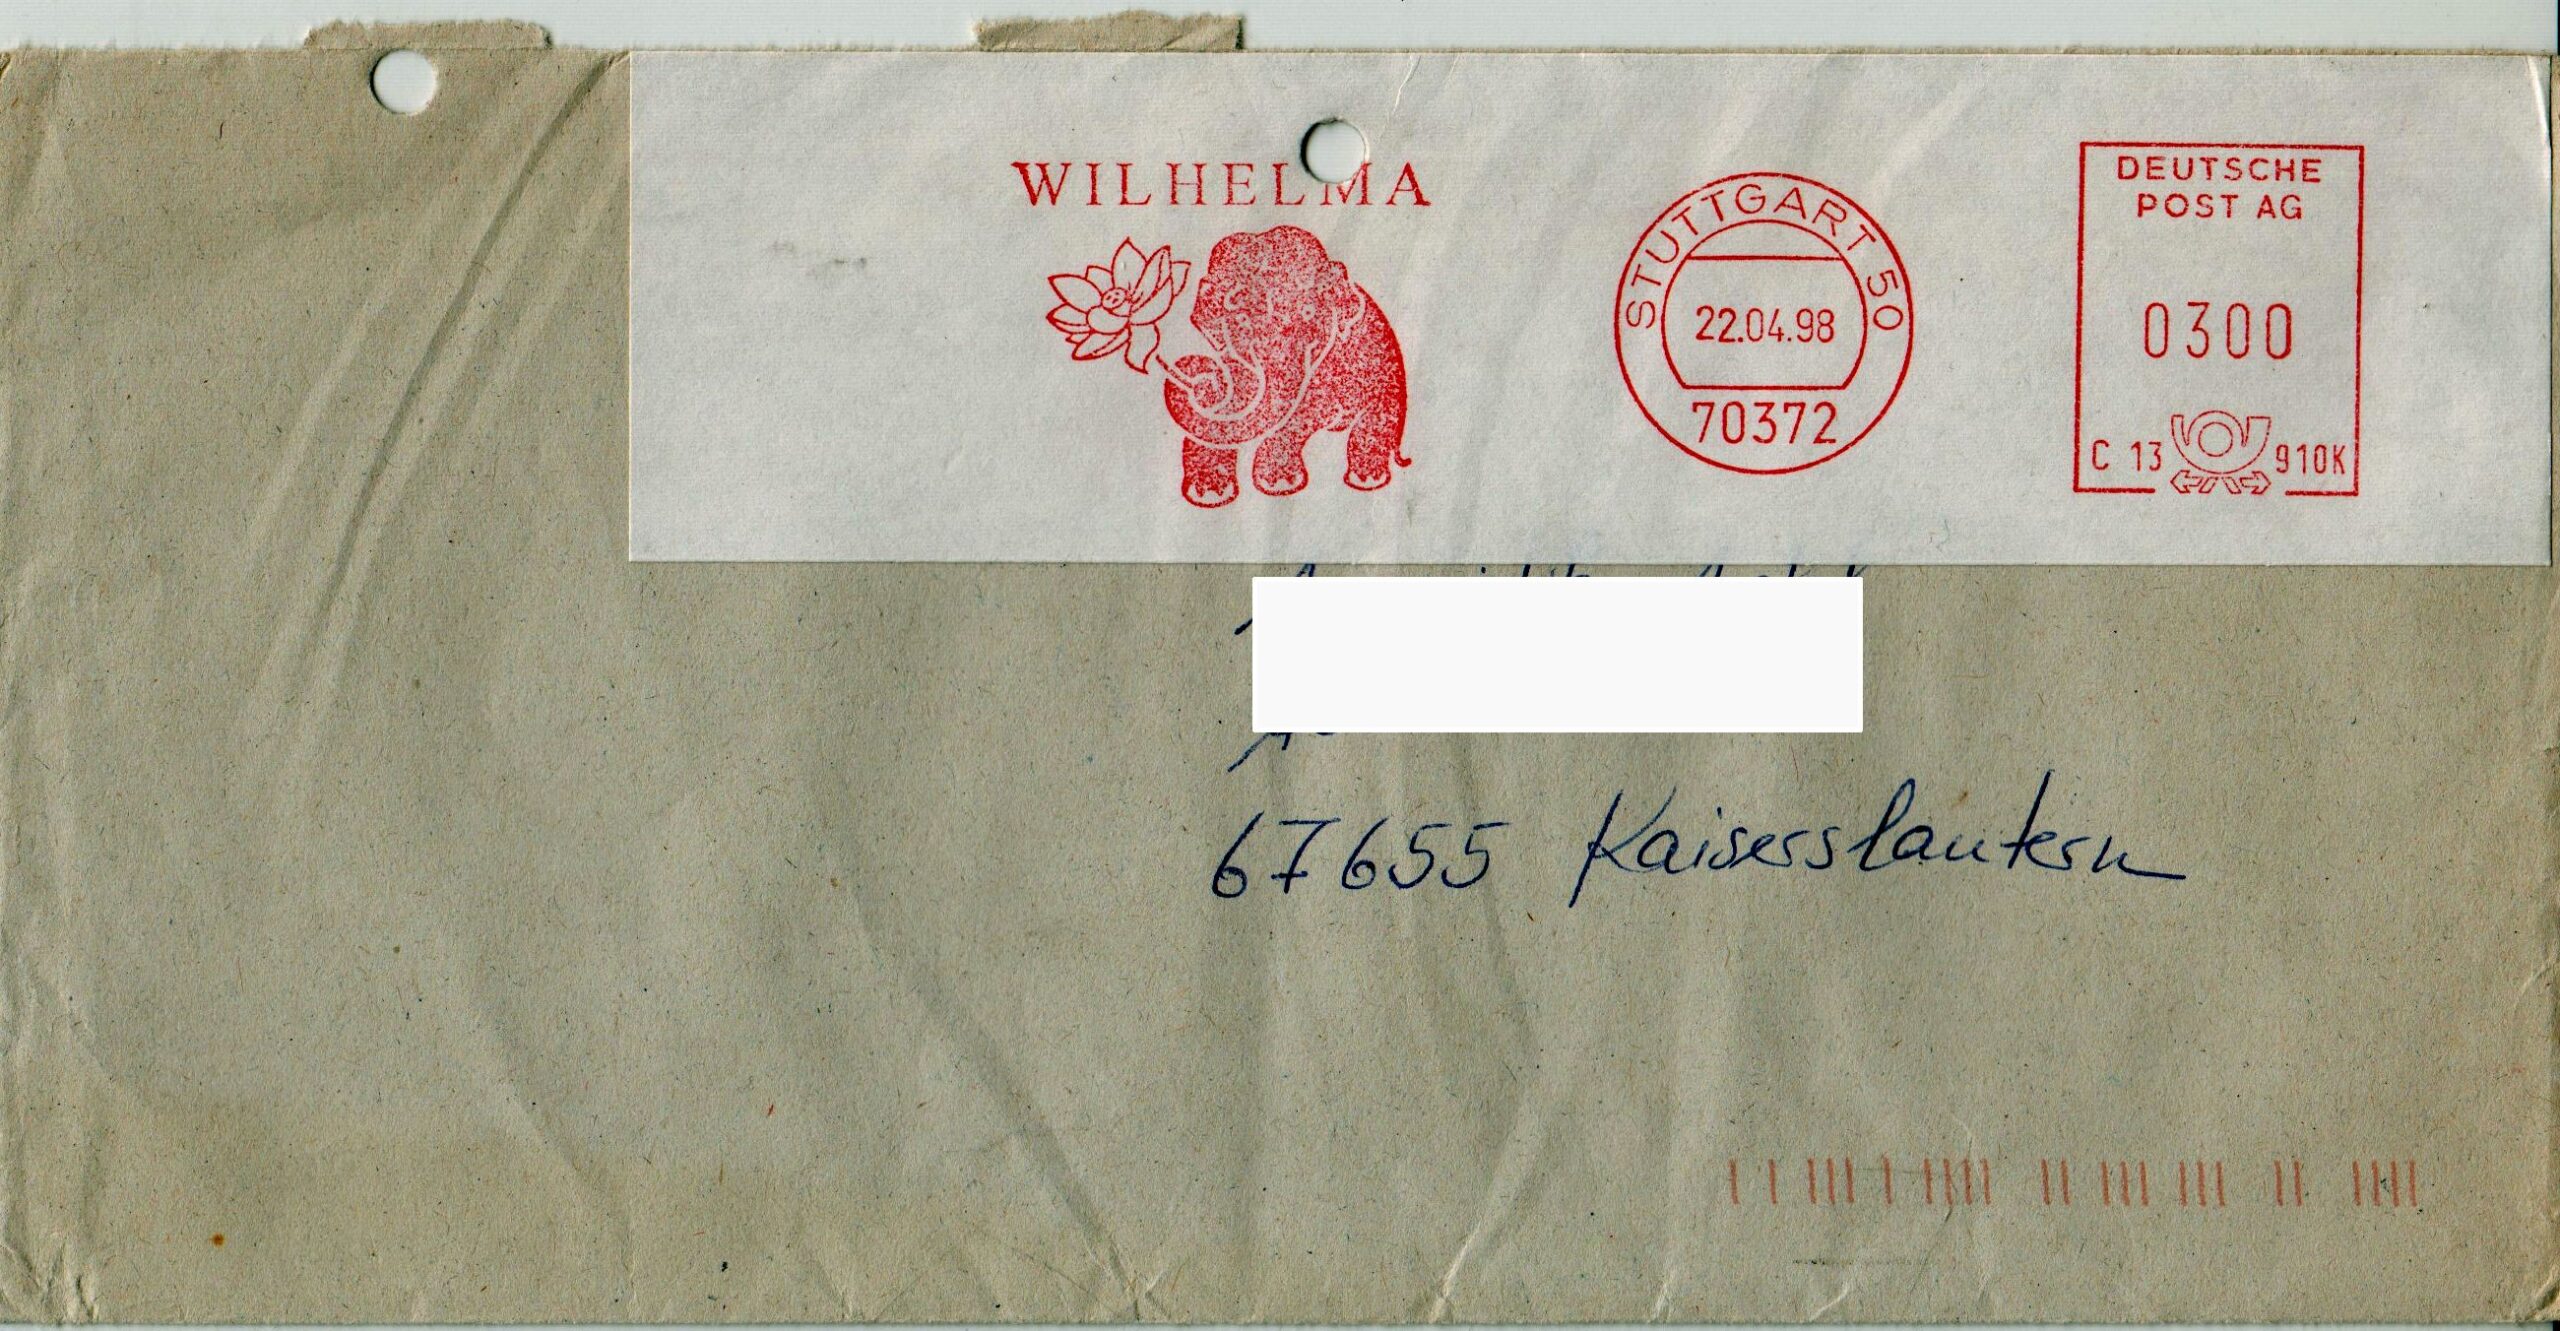 WILHELMA
STUTTGART 50
22.04.98
70372
DEUTSCHE
POST AG
0300
C 13 910K
67655 Kaiserslautern